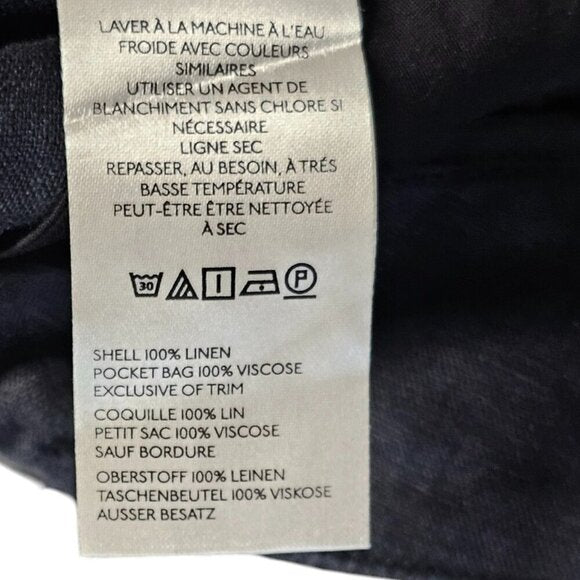 LAVER À LA MACHINE À L'EAU
FROIDE AVEC COULEURS
SIMILAIRES
UTILISER UN AGENT DE
BLANCHIMENT SANS CHLORE SI
NÉCESSAIRE
LIGNE SEC
REPASSER, AU BESOIN, À TRÉS
BASSE TEMPÉRATURE
PEUT-ÊTRE ÊTRE NETTOYÉE
À SEC
30 P
SHELL 100% LINEN
POCKET BAG 100% VISCOSE
EXCLUSIVE OF TRIM
COQUILLE 100% LIN
PETIT SAC 100% VISCOSE
SAUF BORDURE
OBERSTOFF 100% LEINEN
TASCHENBEUTEL 100% VISKOSE
AUSSER BESATZ